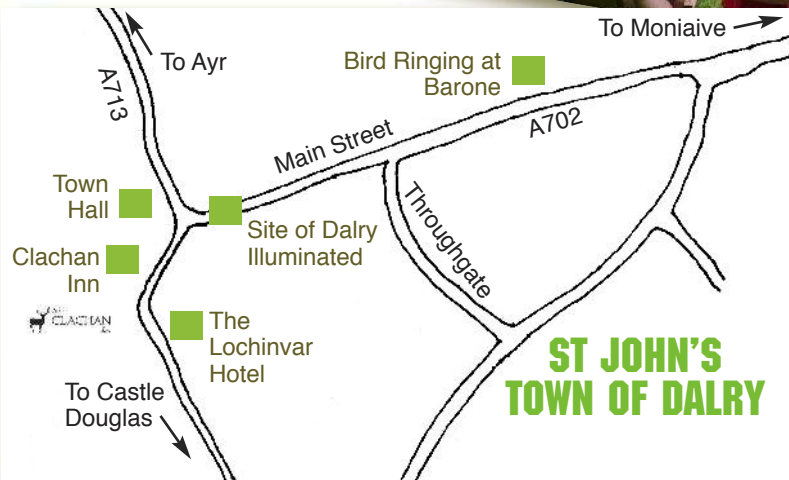 To Moniaive
To Ayr
Bird Ringing at
Barone
A713
A702
Main Street
Town
Hall
Throughgate
Site of Dalry
Illuminated
Clachan
Inn
CLACHAN
The
Lochinvar
Hotel
ST JOHN'S
TOWN OF DALRY
To Castle
Douglas